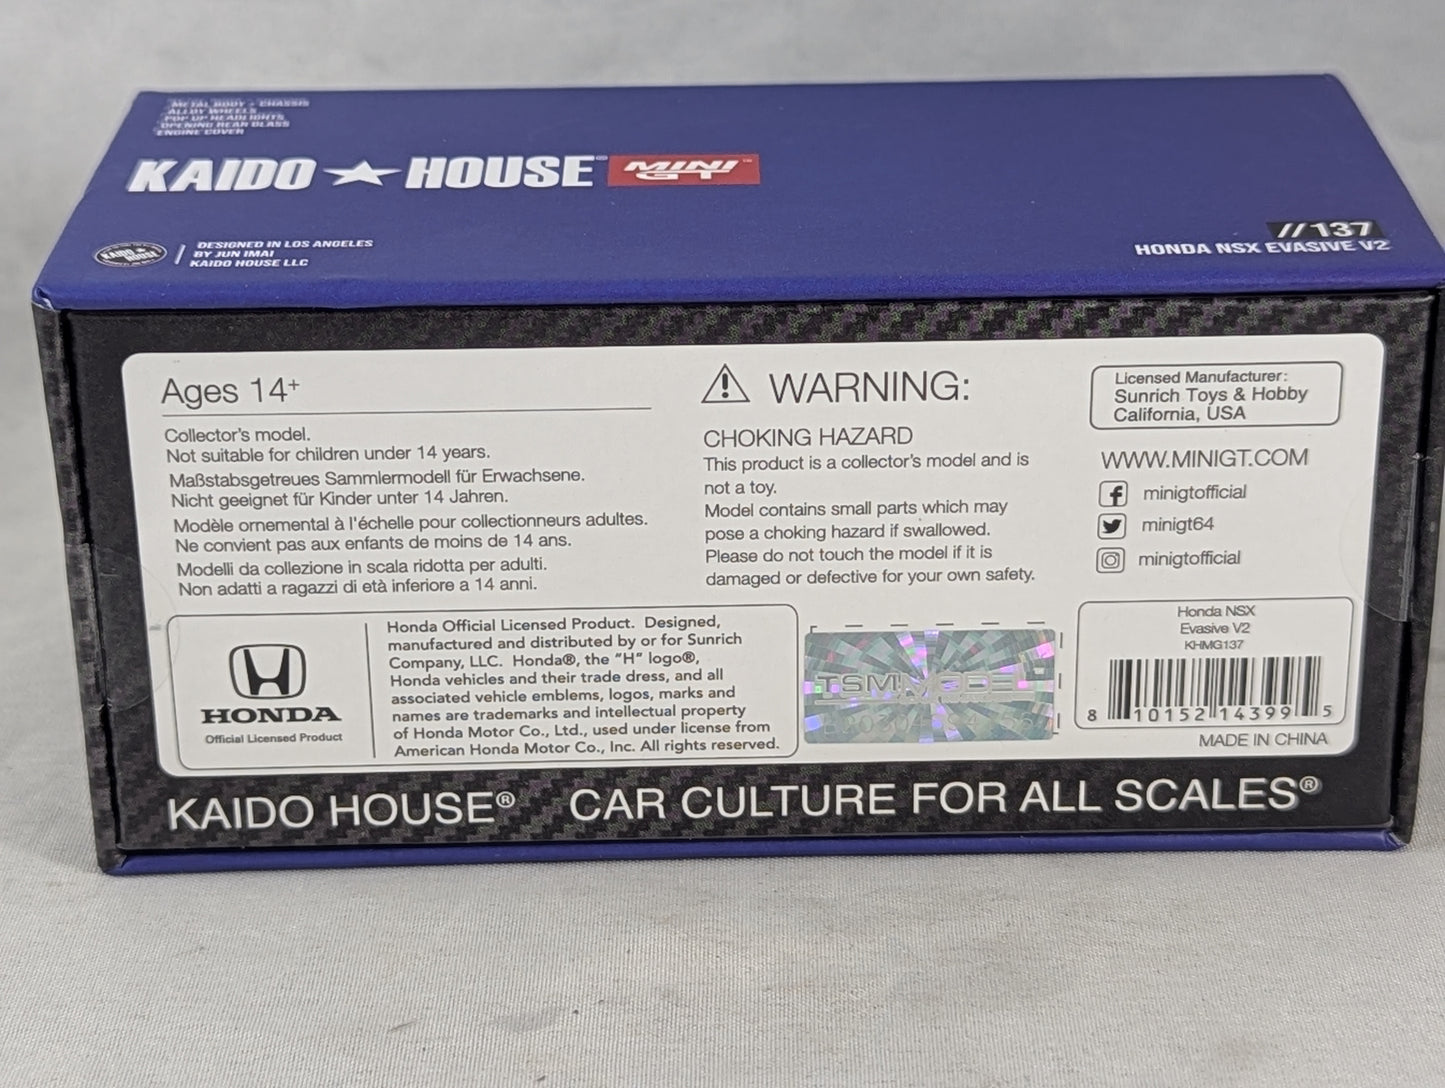 METAL BODY + CHASSIS
ALLOY WHEELS
POP UP HEADLIGHTS
OPENING REAR GLASS
ENGINE COVER
KAIDO★HOUSE® MINI GT™
KAIDO HOUSE
DESIGNED IN LOS ANGELES
BY JUN IMAI
KAIDO HOUSE LLC
//137
HONDA NSX EVASIVE V2
Ages 14+
Collector's model.
Not suitable for children under 14 years.
Maßstabsgetreues Sammlermodell für Erwachsene.
Nicht geeignet für Kinder unter 14 Jahren.
Modèle ornemental à l'échelle pour collectionneurs adultes.
Ne convient pas aux enfants de moins de 14 ans.
Modelli da collezione in scala ridotta per adulti.
Non adatti a ragazzi di età inferiore a 14 anni.
WARNING:
CHOKING HAZARD
This product is a collector's model and is
not a toy.
Model contains small parts which may
pose a choking hazard if swallowed.
Please do not touch the model if it is
damaged or defective for your own safety.
Licensed Manufacturer:
Sunrich Toys & Hobby
California, USA
WWW.MINIGT.COM
minigtofficial
minigt64
minigtofficial
HONDA
Official Licensed Product
Honda Official Licensed Product. Designed,
manufactured and distributed by or for Sunrich
Company, LLC. Honda®, the "H" logo®,
Honda vehicles and their trade dress, and all
associated vehicle emblems, logos, marks and
names are trademarks and intellectual property
of Honda Motor Co., Ltd., used under license from
American Honda Motor Co., Inc. All rights reserved.
TSM MODEL
Honda NSX
Evasive V2
KHMG137
8 10152 14399 5
MADE IN CHINA
KAIDO HOUSE® CAR CULTURE FOR ALL SCALES®